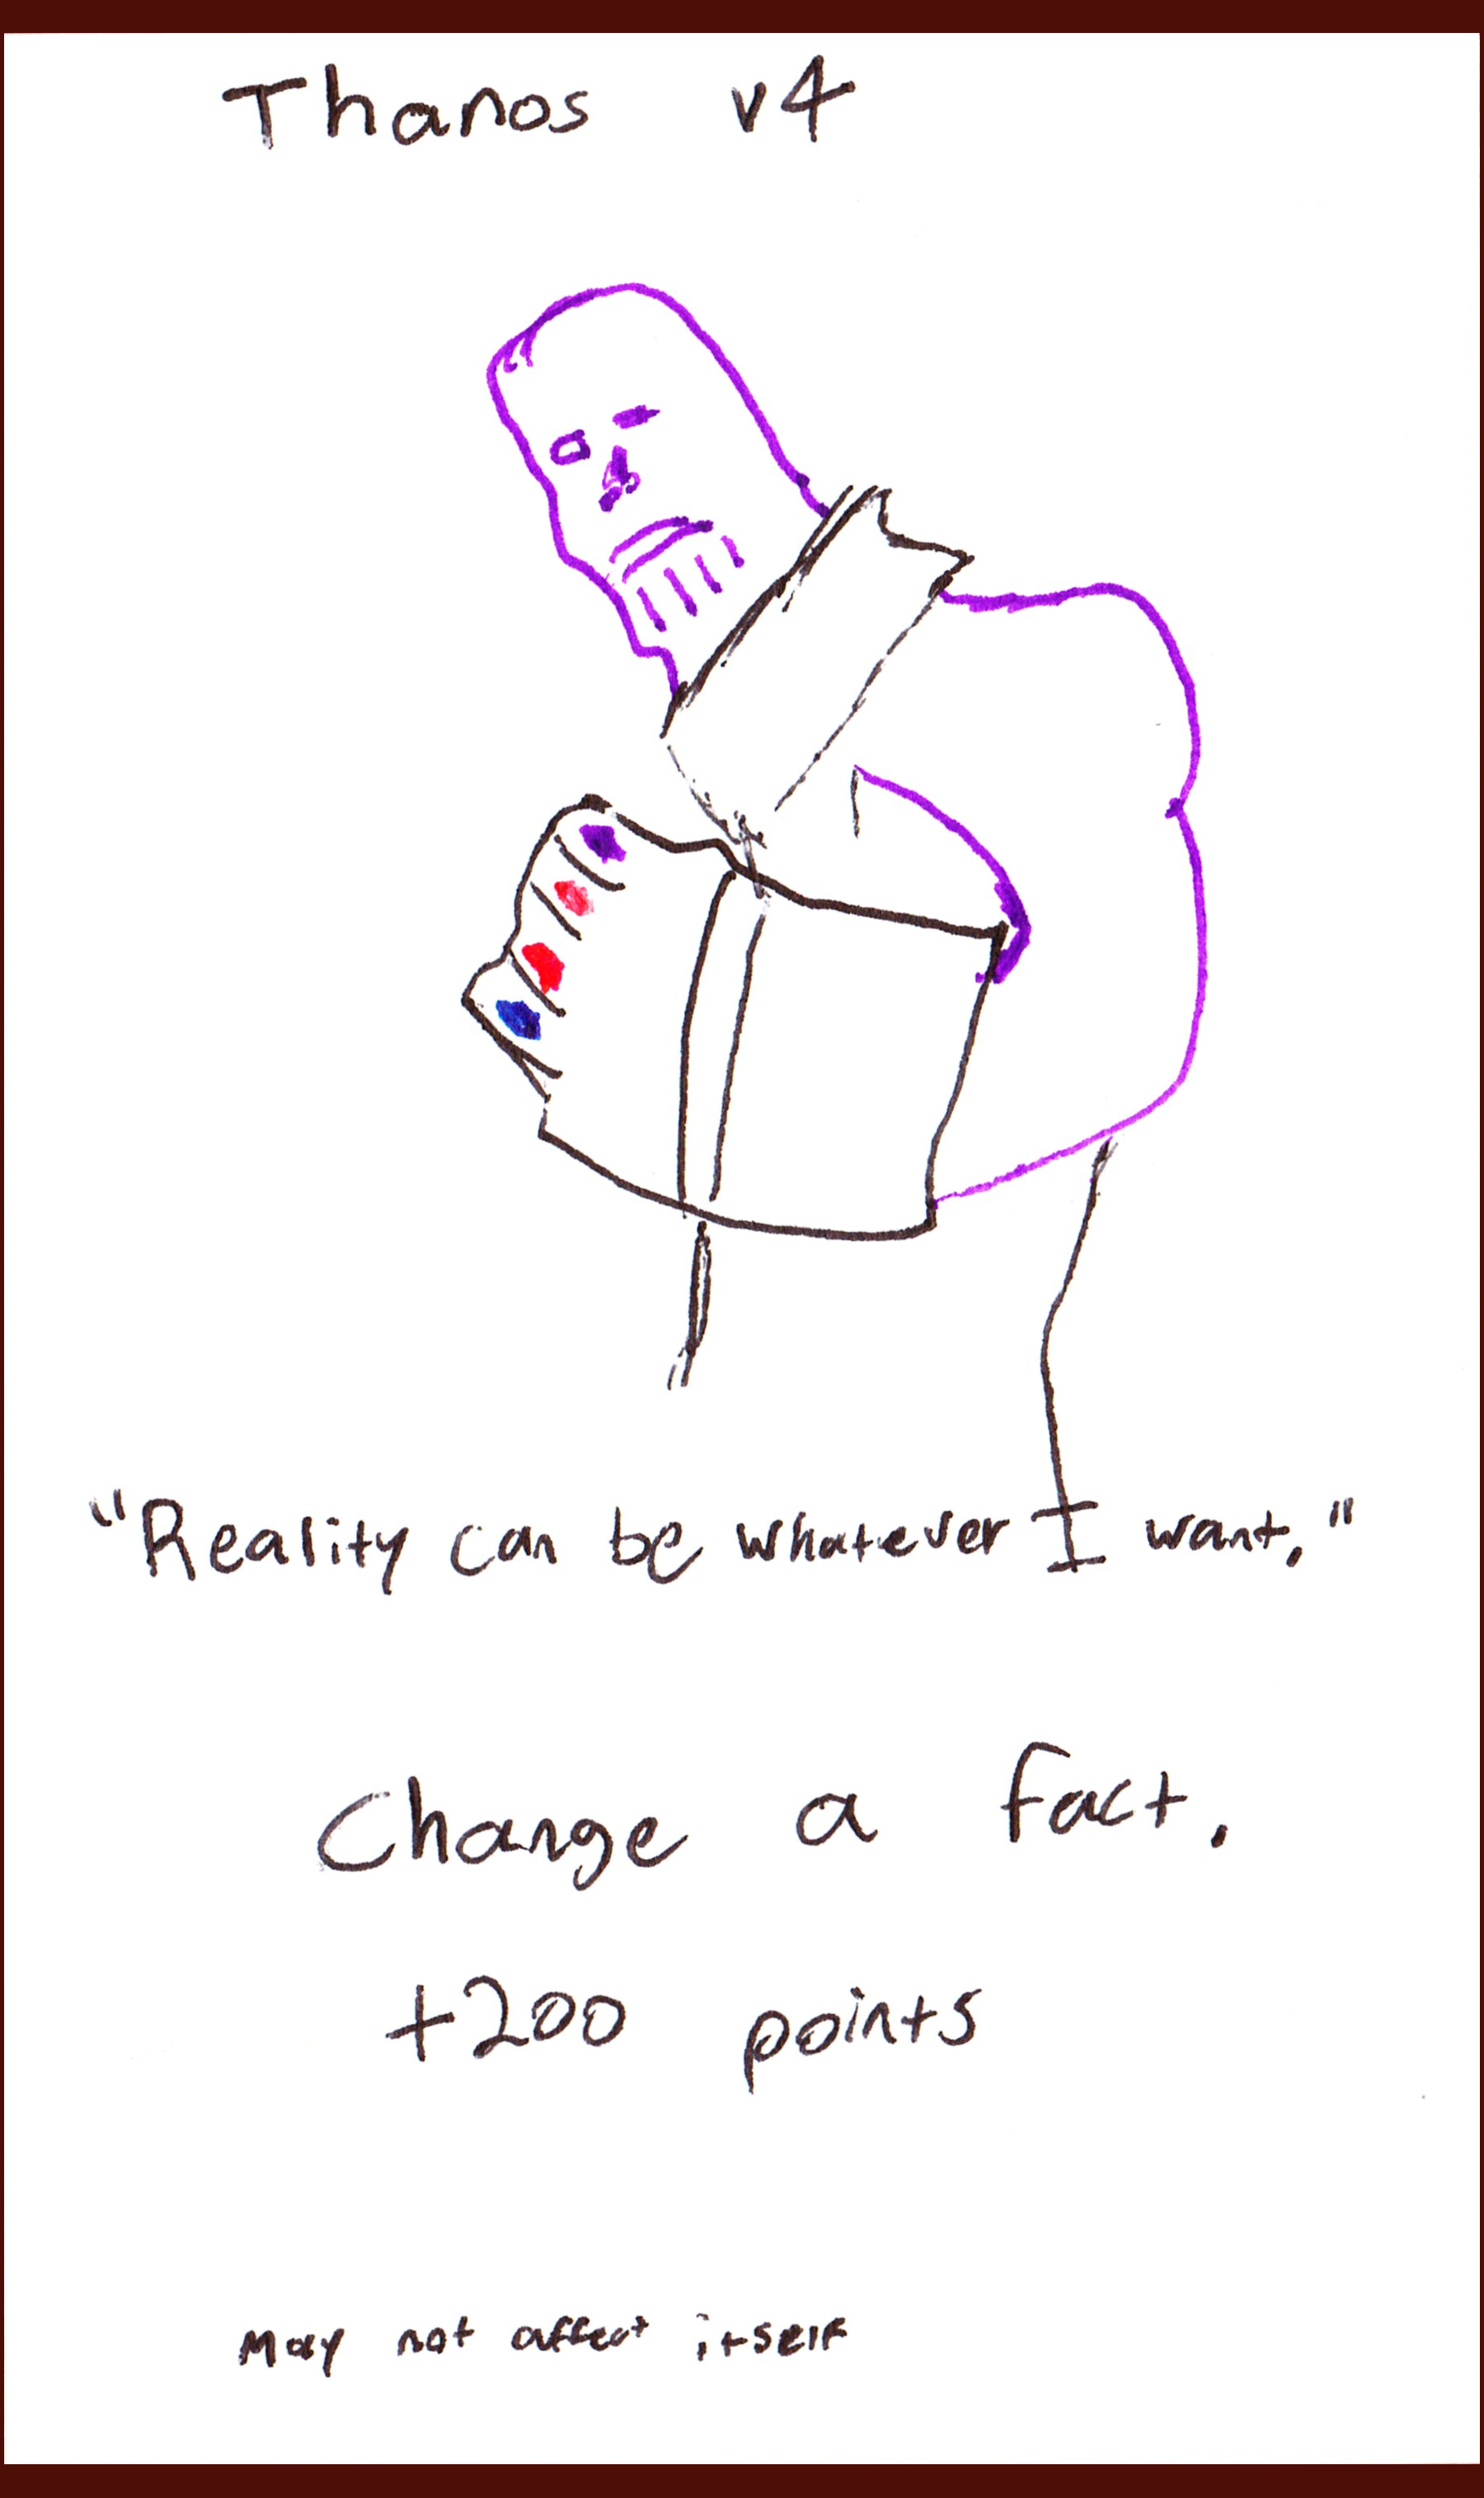 Thanos v4
"Reality can be whatever I want."
Change a fact.
+200 points
May not affect itself